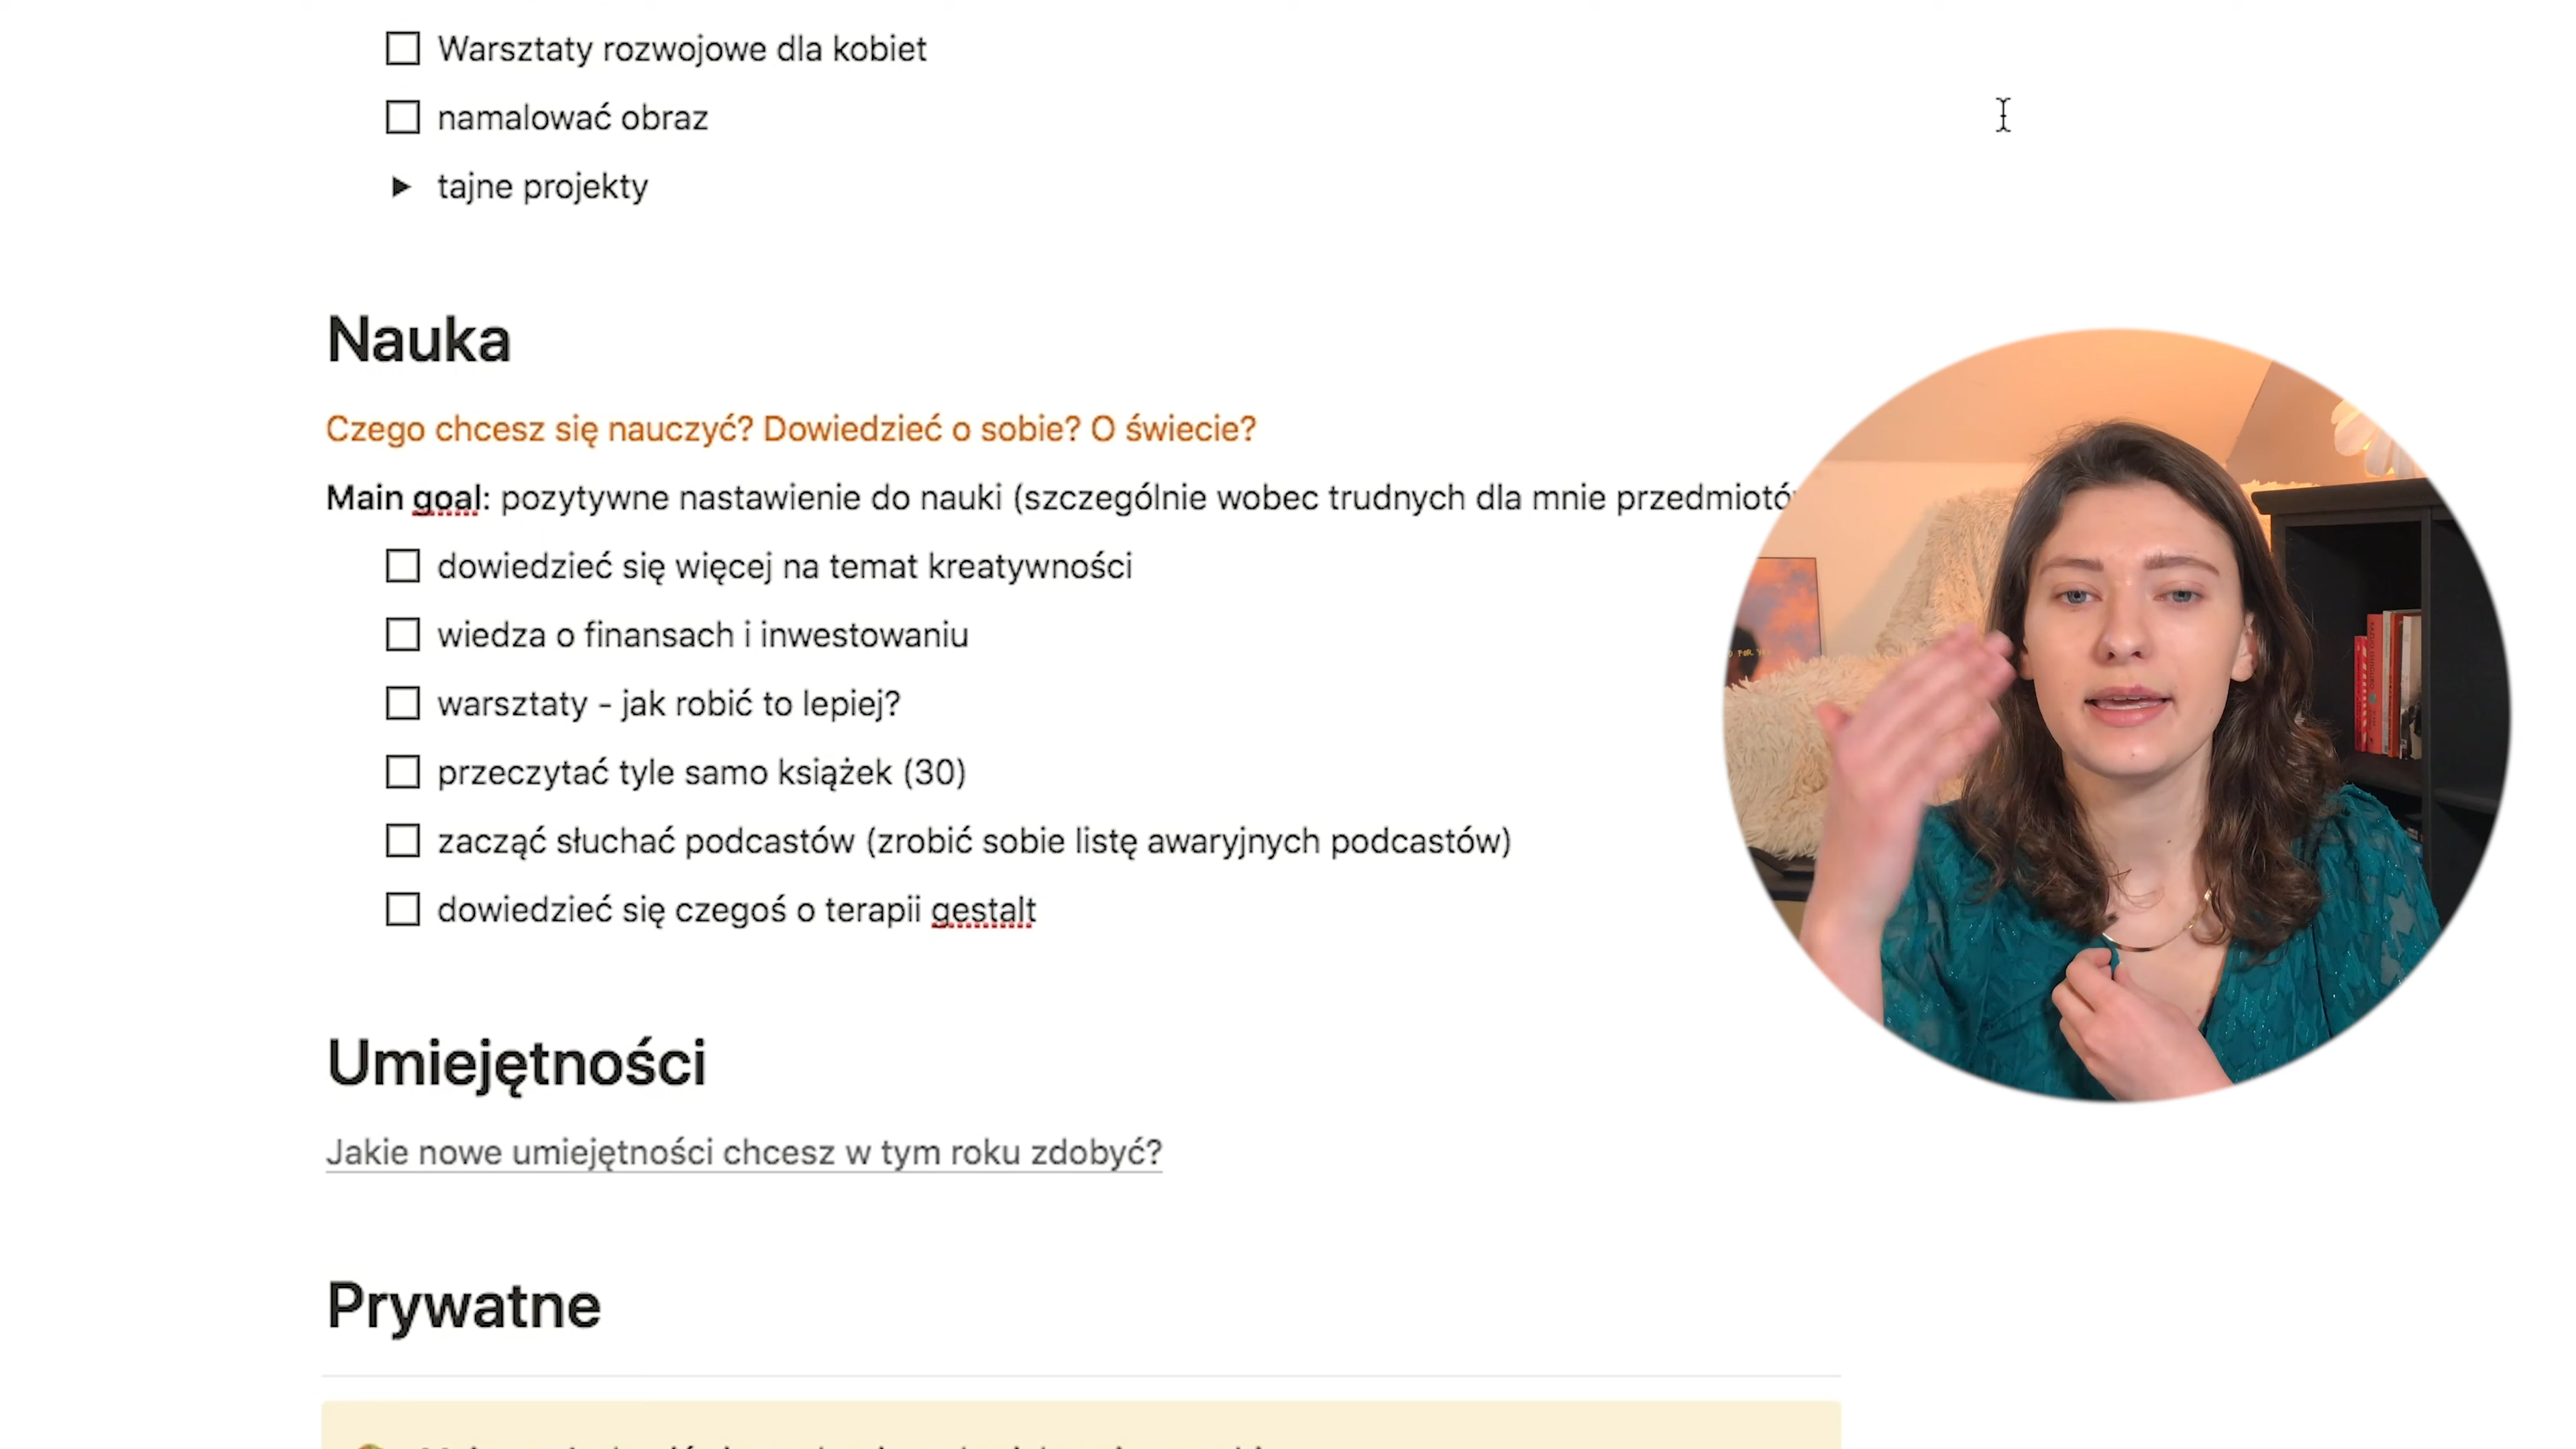 Warsztaty rozwojowe dla kobiet
namalować obraz
tajne projekty
Nauka
Czego chcesz się nauczyć? Dowiedzieć o sobie? O świecie?
Main goal: pozytywne nastawienie do nauki (szczególnie wobec trudnych dla mnie
dowiedzieć się więcej na temat kreatywności
wiedza o finansach i inwestowaniu
warsztaty - jak robić to lepiej?
przeczytać tyle samo książek (30)
zacząć słuchać podcastów (zrobić sobie listę awaryjnych podcastów)
dowiedzieć się czegoś o terapii gestalt
Umiejętności
Jakie nowe umiejętności chcesz w tym roku zdobyć?
Prywatne